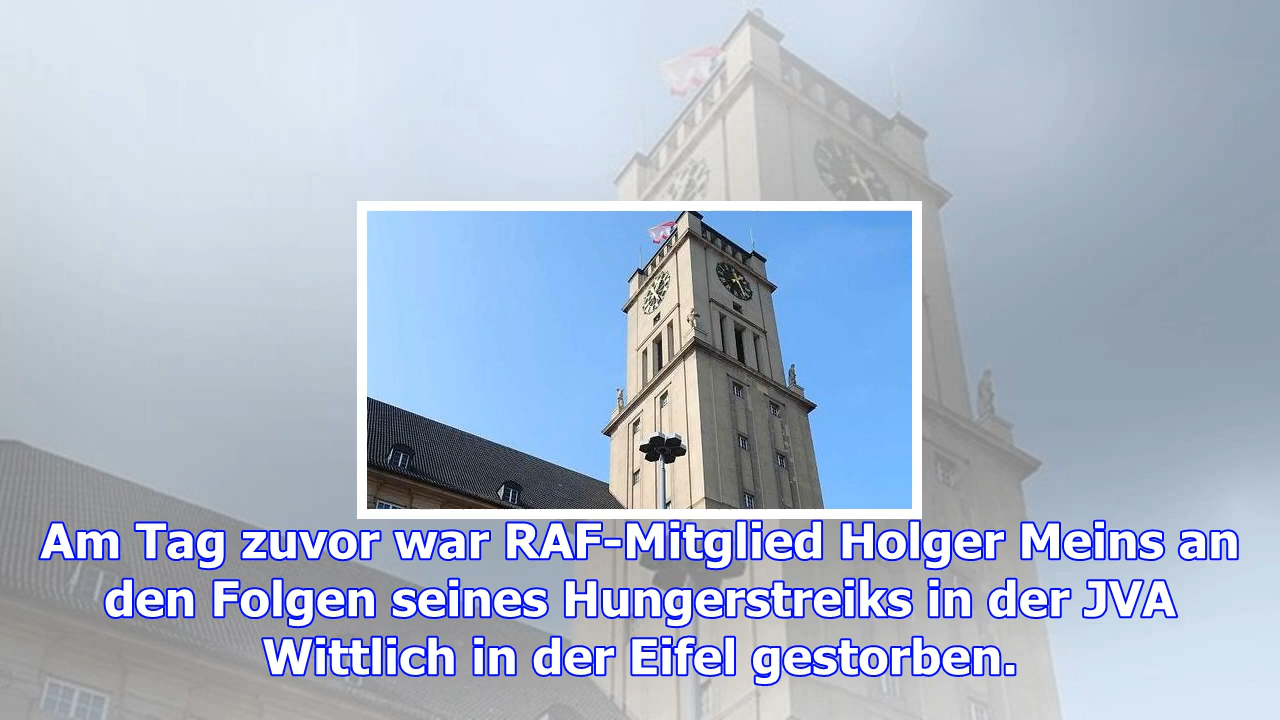 Am Tag zuvor war RAF-Mitglied Holger Meins an
den Folgen seines Hungerstreiks in der JVA
Wittlich in der Eifel gestorben.